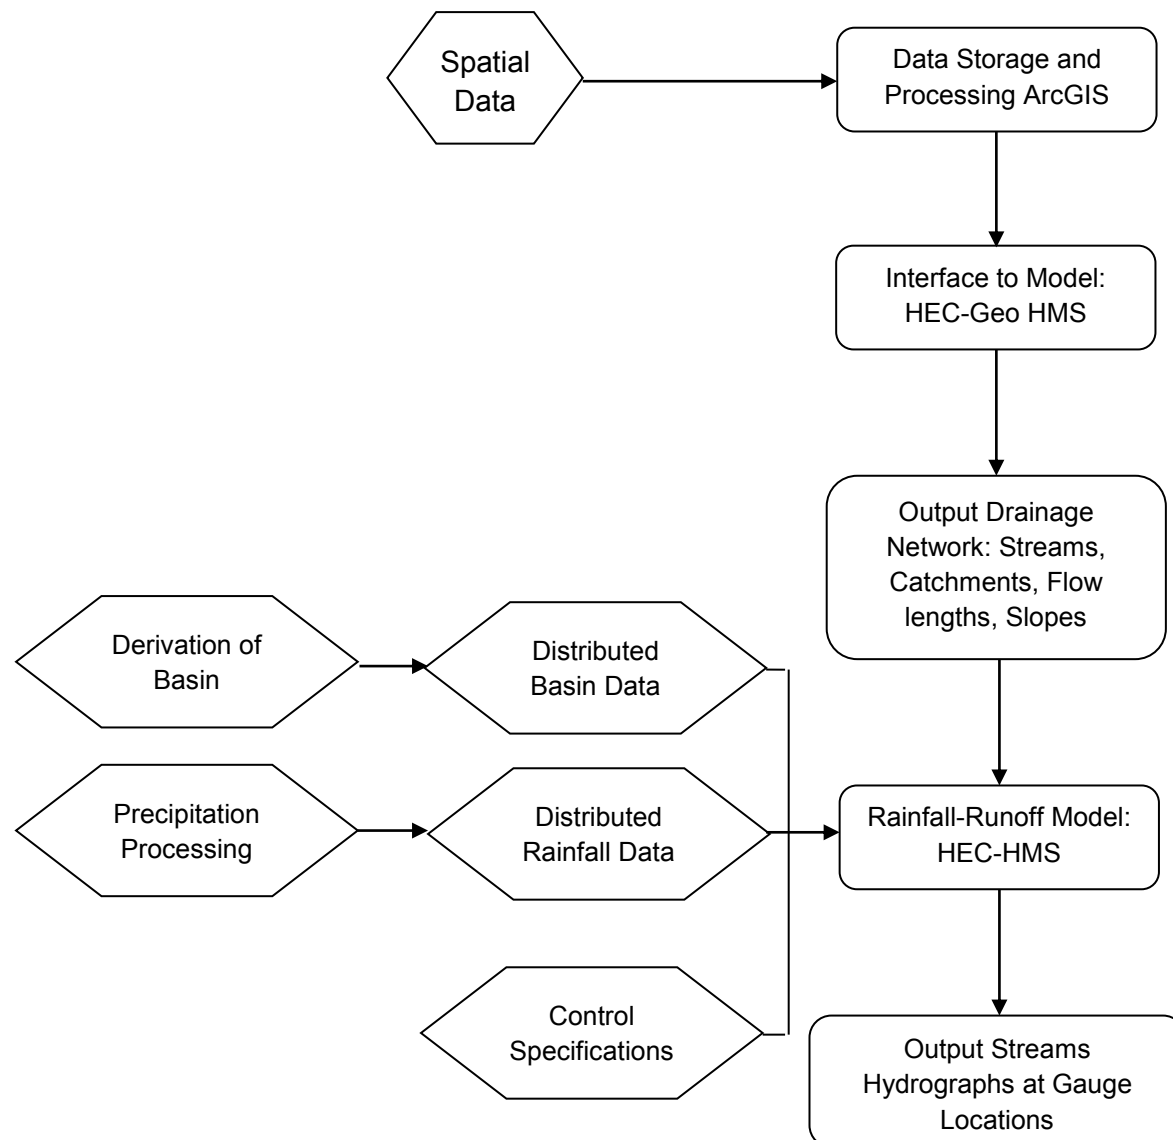 Spatial
Data
Data Storage and
Processing ArcGIS
Interface to Model:
HEC-Geo HMS
Output Drainage
Network: Streams,
Catchments, Flow
lengths, Slopes
Derivation of
Basin
Distributed
Basin Data
Precipitation
Processing
Distributed
Rainfall Data
Rainfall-Runoff Model:
HEC-HMS
Control
Specifications
Output Streams
Hydrographs at Gauge
Locations